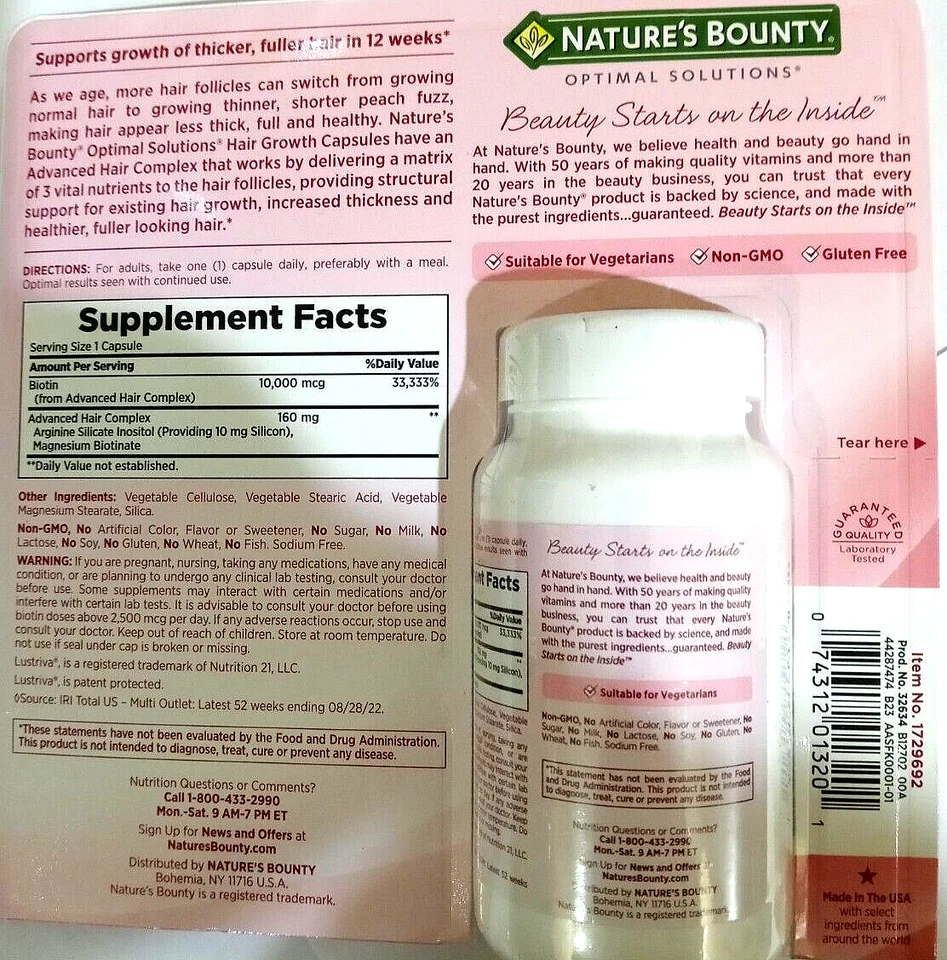 Supports growth of thicker, fuller hair in 12 weeks*
As we age, more hair follicles can switch from growing
normal hair to growing thinner, shorter peach fuzz,
making hair appear less thick, full and healthy. Nature's
Bounty® Optimal Solutions® Hair Growth Capsules have an
Advanced Hair Complex that works by delivering a matrix
of 3 vital nutrients to the hair follicles, providing structural
support for existing hair growth, increased thickness and
healthier, fuller looking hair.*
DIRECTIONS: For adults, take one (1) capsule daily, preferably with a meal.
Optimal results seen with continued use.
Supplement Facts
Serving Size 1 Capsule
Amount Per Serving %Daily Value
Biotin 10,000 mcg 33,333%
(from Advanced Hair Complex)
Advanced Hair Complex 160 mg **
Arginine Silicate Inositol (Providing 10 mg Silicon),
Magnesium Biotinate
**Daily Value not established.
Other Ingredients: Vegetable Cellulose, Vegetable Stearic Acid, Vegetable
Magnesium Stearate, Silica.
Non-GMO, No Artificial Color, Flavor or Sweetener, No Sugar, No Milk, No
Lactose, No Soy, No Gluten, No Wheat, No Fish. Sodium Free.
WARNING: If you are pregnant, nursing, taking any medications, have any medical
condition, or are planning to undergo any clinical lab testing, consult your doctor
before use. Some supplements may interact with certain medications and/or
interfere with certain lab tests. It is advisable to consult your doctor before using
biotin doses above 2,500 mcg per day. If any adverse reactions occur, stop use and
consult your doctor. Keep out of reach of children. Store at room temperature. Do
not use if seal under cap is broken or missing.
Lustriva®, is a registered trademark of Nutrition 21, LLC.
Lustriva®, is patent protected.
◊Source: IRI Total US – Multi Outlet: Latest 52 weeks ending 08/28/22.
*These statements have not been evaluated by the Food and Drug Administration.
This product is not intended to diagnose, treat, cure or prevent any disease.
Nutrition Questions or Comments?
Call 1-800-433-2990
Mon.-Sat. 9 AM-7 PM ET
Sign Up for News and Offers at
NaturesBounty.com
Distributed by NATURE'S BOUNTY
Bohemia, NY 11716 U.S.A.
Nature's Bounty is a registered trademark.
NATURE'S BOUNTY®
OPTIMAL SOLUTIONS®
Beauty Starts on the Inside™
At Nature's Bounty, we believe health and beauty go hand in
hand. With 50 years of making quality vitamins and more than
20 years in the beauty business, you can trust that every
Nature's Bounty® product is backed by science, and made with
the purest ingredients...guaranteed. Beauty Starts on the Inside™
Suitable for Vegetarians Non-GMO Gluten Free
Tear here
GUARANTEED
QUALITY
Laboratory
Tested
capsule daily,
results seen with
Facts
%Daily Value
33,333%
**
10 mg Silicon),
Beauty Starts on the Inside™
At Nature's Bounty, we believe health and beauty
go hand in hand. With 50 years of making quality
vitamins and more than 20 years in the beauty
business, you can trust that every Nature's
Bounty® product is backed by science, and made
with the purest ingredients...guaranteed. Beauty
Starts on the Inside™
Suitable for Vegetarians
Non-GMO, No Artificial Color, Flavor or Sweetener, No
Sugar, No Milk, No Lactose, No Soy, No Gluten, No
Wheat, No Fish. Sodium Free.
*This statement has not been evaluated by the Food
and Drug Administration. This product is not intended
to diagnose, treat, cure or prevent any disease.
Nutrition Questions or Comments?
Call 1-800-433-2990
Mon.-Sat. 9 AM-7 PM ET
Sign Up for News and Offers
NaturesBounty.com
Distributed by NATURE'S BOUNTY
Bohemia, NY 11716 U.S.A.
Nature's Bounty is a registered trademark.
Item No. 1729692
Prod. No. 32634 B12702 00A
44287474 B23 AASFK0001-01
0 74312 01320 1
Made In The USA
with select
ingredients from
around the world